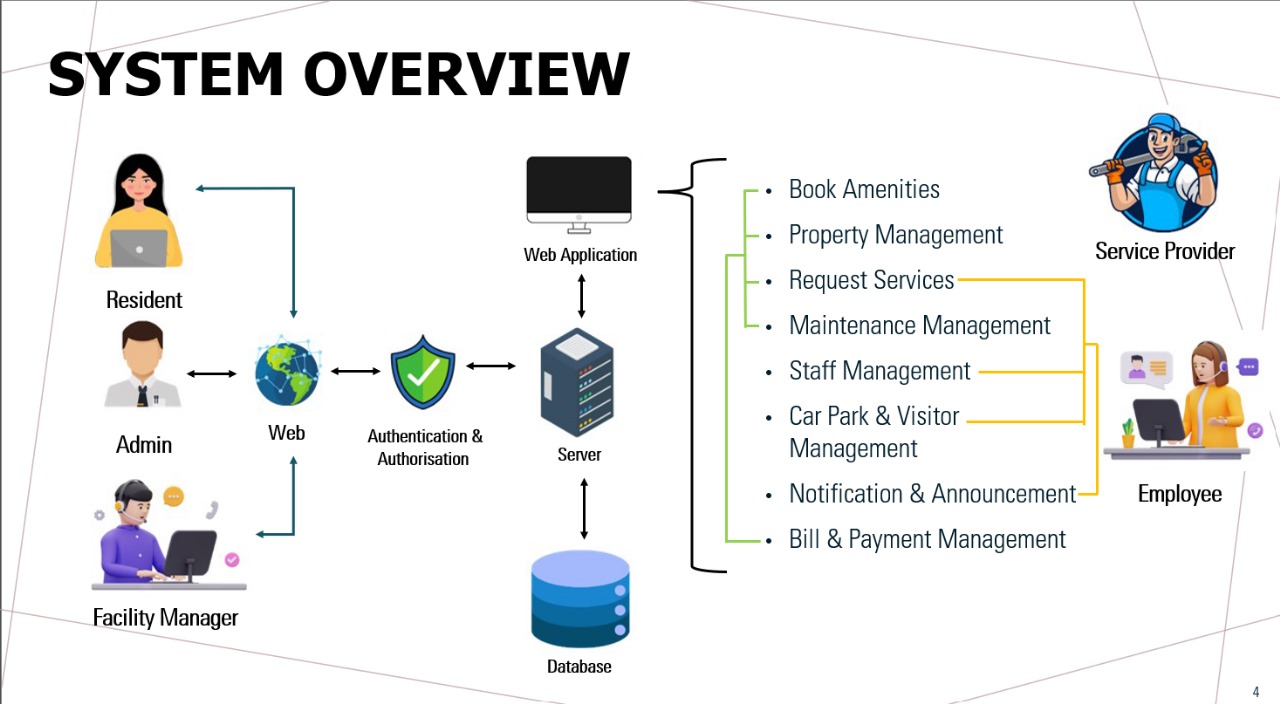 SYSTEM OVERVIEW
Resident
Admin
Facility Manager
Web
Authentication &
Authorisation
Web Application
Server
Database
• Book Amenities
• Property Management
• Request Services
• Maintenance Management
• Staff Management
• Car Park & Visitor
Management
• Notification & Announcement
• Bill & Payment Management
Service Provider
Employee
4